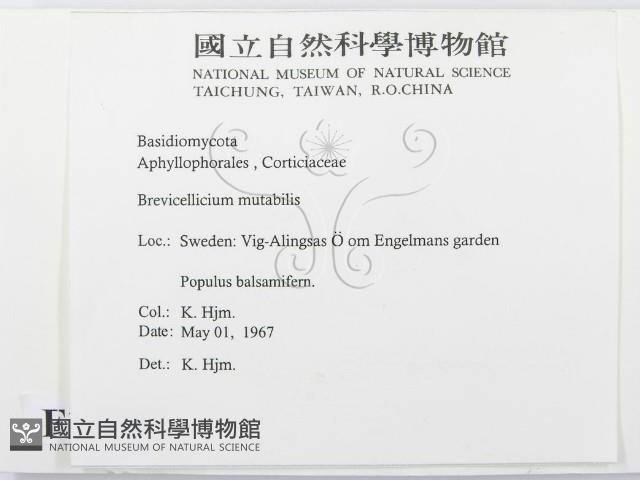 國立自然科學博物館
NATIONAL MUSEUM OF NATURAL SCIENCE
TAICHUNG, TAIWAN, R.O.CHINA
Basidiomycota
Aphyllophorales , Corticiaceae
Brevicellicium mutabilis
Loc.: Sweden: Vig-Alingsas Ö om Engelmans garden
Populus balsamifern.
Col.: K. Hjm.
Date: May 01, 1967
Det.: K. Hjm.
國立自然科學博物館
NATIONAL MUSEUM OF NATURAL SCIENCE